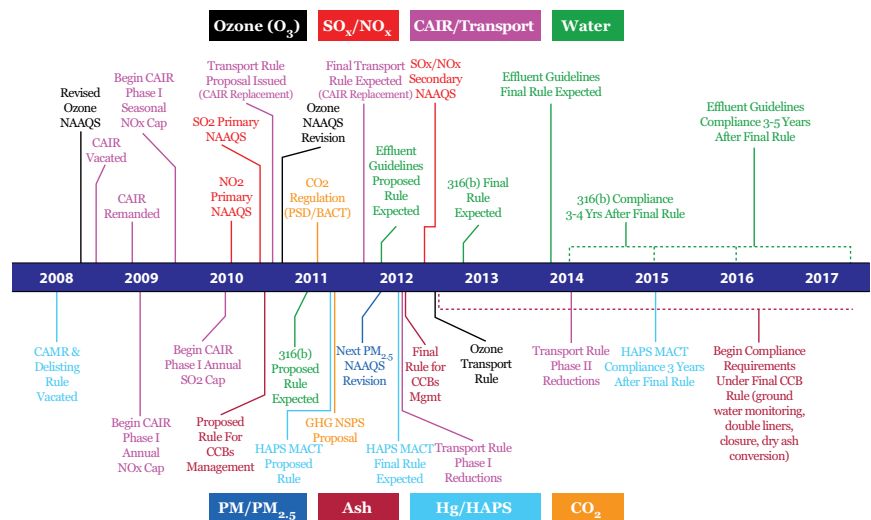 Ozone (O3)
SOx/NOx
CAIR/Transport
Water
Revised
Ozone
NAAQS
CAIR
Vacated
Begin CAIR
Phase I
Seasonal
NOx Cap
CAIR
Remanded
SO2 Primary
NAAQS
NO2
Primary
NAAQS
Transport Rule
Proposal Issued
(CAIR Replacement)
Ozone
NAAQS
Revision
CO2
Regulation
(PSD/BACT)
Final Transport
Rule Expected
(CAIR Replacement)
Effluent
Guidelines
Proposed
Rule
Expected
SOx/NOx
Secondary
NAAQS
316(b) Final
Rule
Expected
Effluent Guidelines
Final Rule Expected
316(b) Compliance
3-4 Yrs After Final Rule
Effluent Guidelines
Compliance 3-5 Years
After Final Rule
2008
2009
2010
2011
2012
2013
2014
2015
2016
2017
CAMR &
Delisting
Rule
Vacated
Begin CAIR
Phase I
Annual
NOx Cap
Begin CAIR
Phase I Annual
SO2 Cap
Proposed
Rule For
CCBs
Management
316(b)
Proposed
Rule
Expected
HAPS MACT
Proposed
Rule
GHG NSPS
Proposal
Next PM2.5
NAAQS
Revision
HAPS MACT
Final Rule
Expected
Final
Rule for
CCBs
Mgmt
Transport Rule
Phase I
Reductions
Ozone
Transport
Rule
Transport Rule
Phase II
Reductions
HAPS MACT
Compliance 3 Years
After Final Rule
Begin Compliance
Requirements
Under Final CCB
Rule (ground
water monitoring,
double liners,
closure, dry ash
conversion)
PM/PM2.5
Ash
Hg/HAPS
CO2